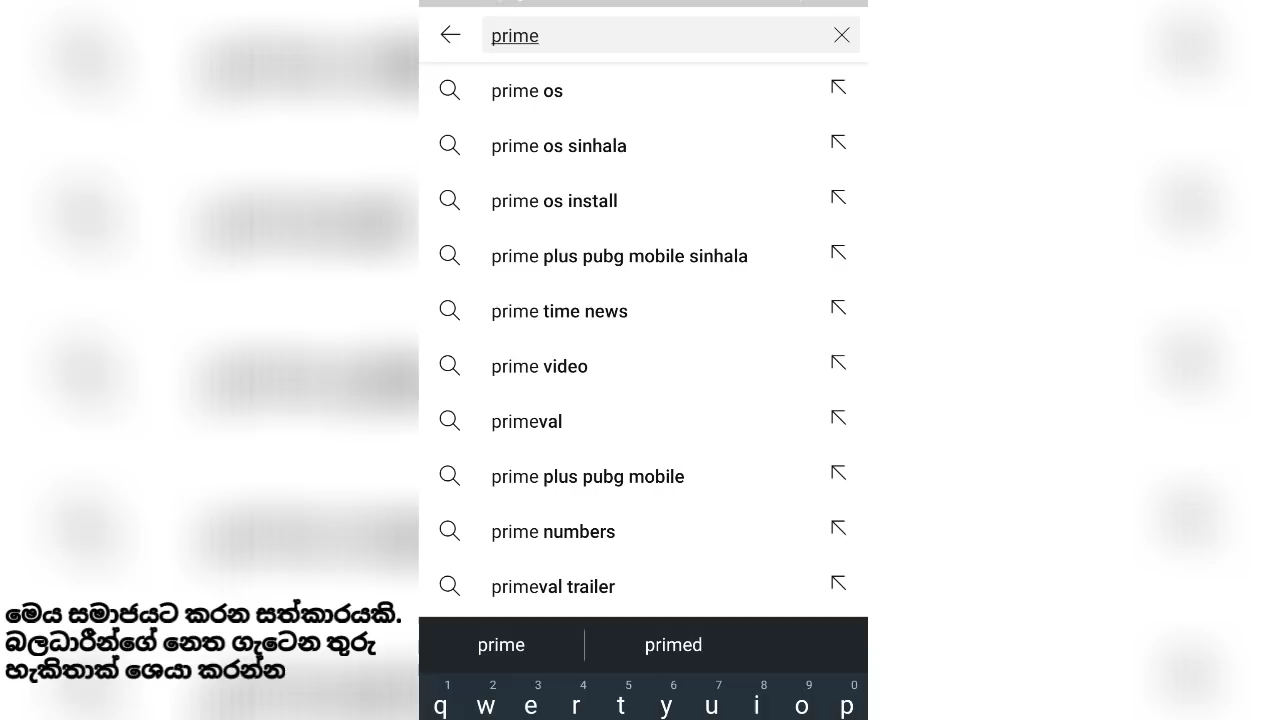 prime
prime os
prime os sinhala
prime os install
prime plus pubg mobile sinhala
prime time news
prime video
primeval
prime plus pubg mobile
prime numbers
primeval trailer
මෙය සමාජයට කරන සත්කාරයකි.
බලධාරීන්ගේ නෙත ගැටෙන තුරු
හැකිතාක් ශෙයා කරන්න
prime primed
1 2 3 4 5 6 7 8 9 0
q w e r t y u i o p